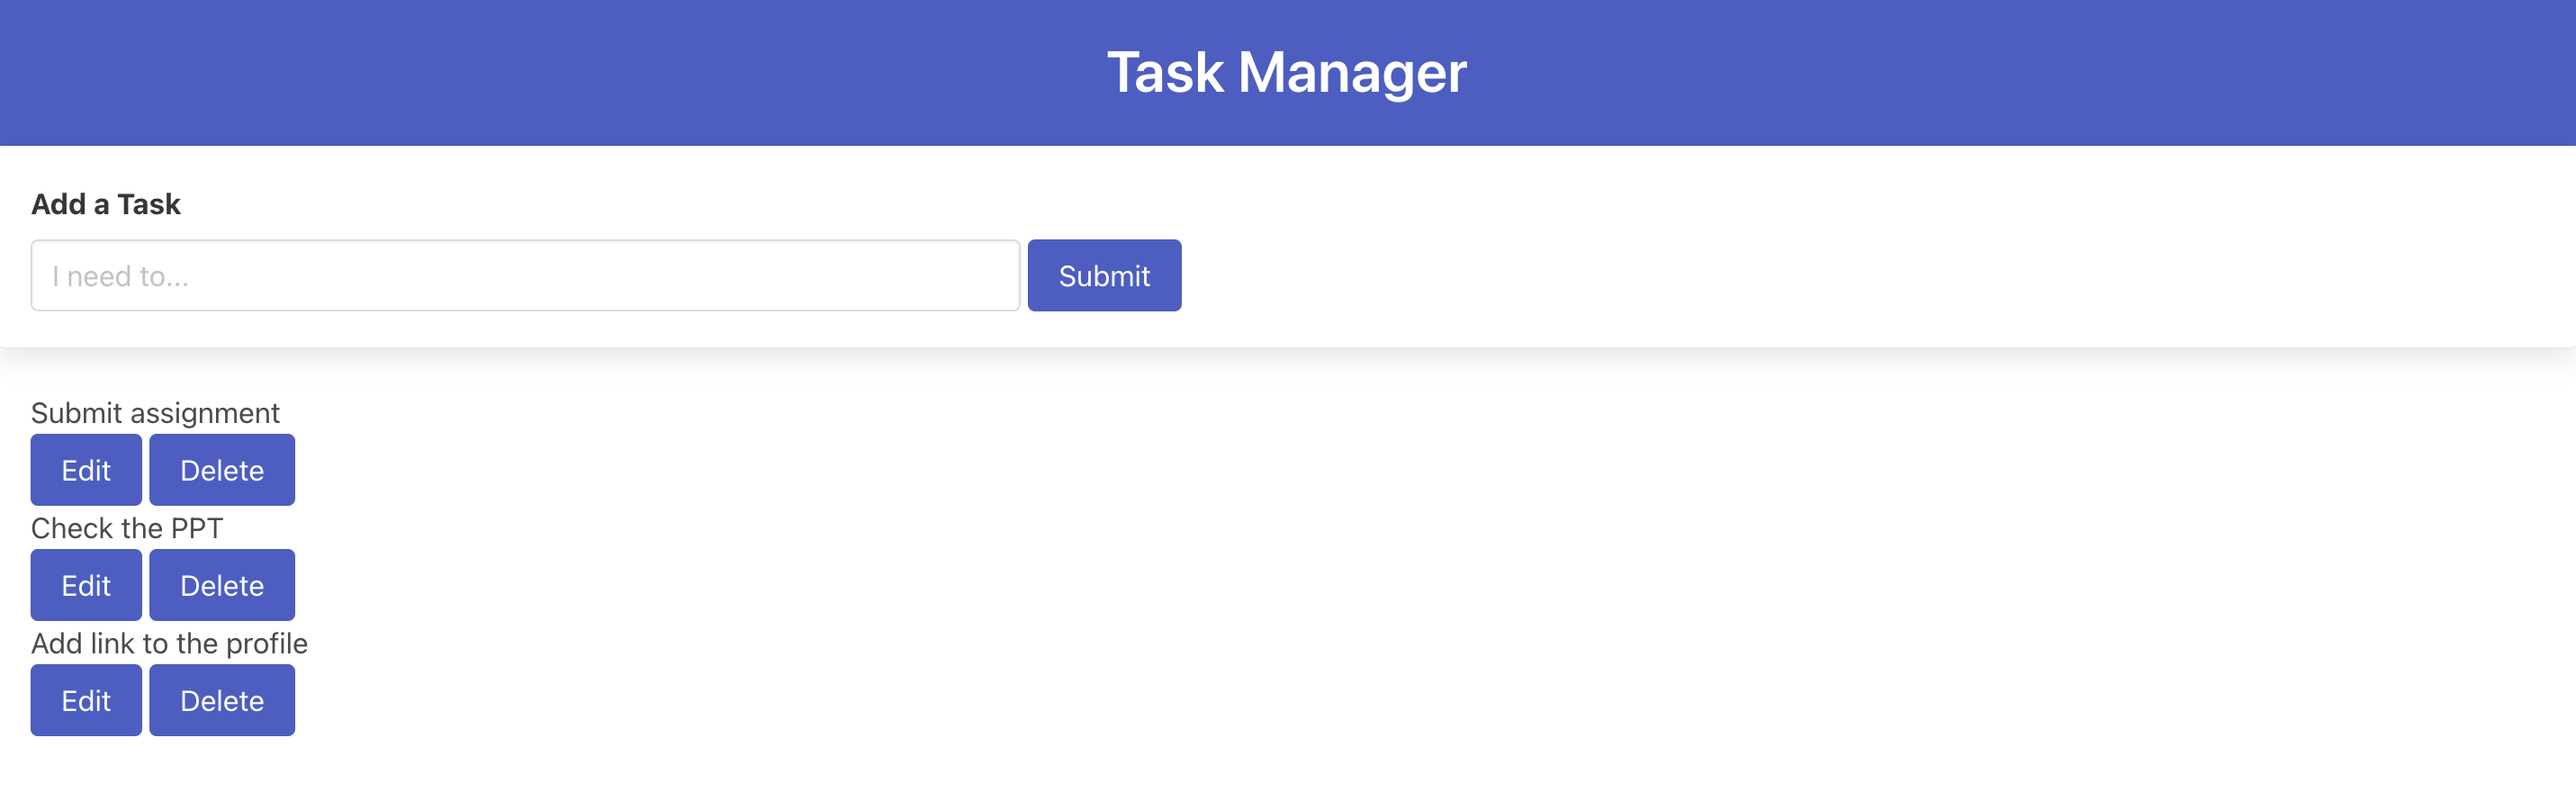 Task Manager
Add a Task
I need to...
Submit
Submit assignment
Edit Delete
Check the PPT
Edit Delete
Add link to the profile
Edit Delete